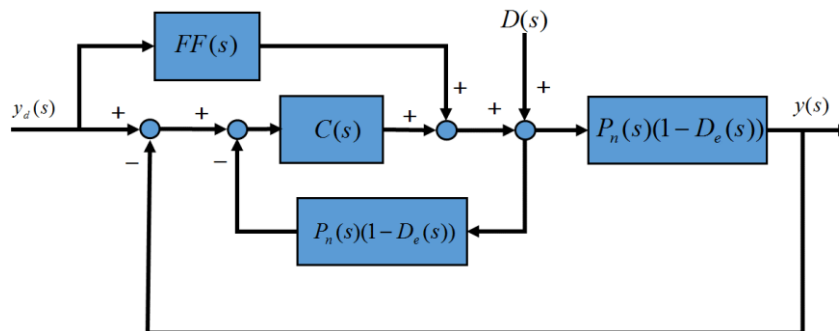 FF(s)
D(s)
+
+
y_d(s)
+
+
+
+
y(s)
C(s)
P_n(s)(1−D_e(s))
−
−
P_n(s)(1−D_e(s))